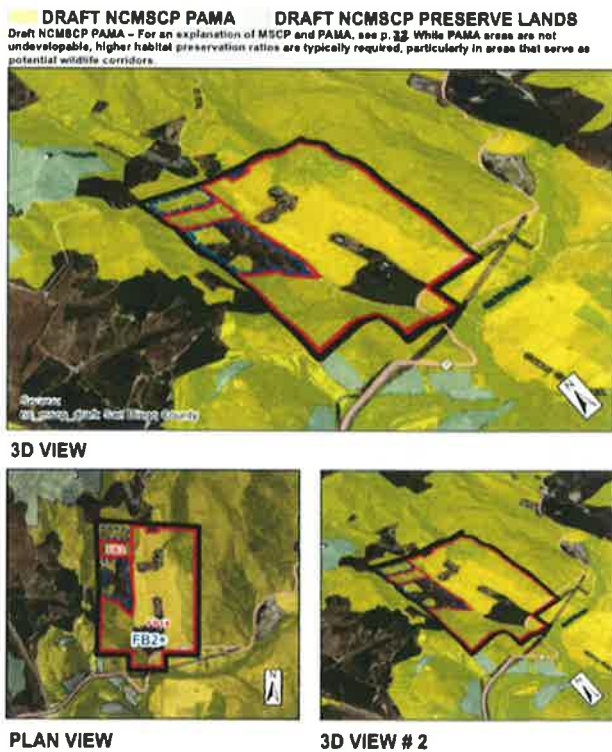 DRAFT NCMSCP PAMA DRAFT NCMSCP PRESERVE LANDS
Draft NCMSCP PAMA – For an explanation of MSCP and PAMA, see p. 33. While PAMA areas are not
undevelopable, higher habitat preservation ratios are typically required, particularly in areas that serve as
potential wildlife corridors.
N
Source:
San Diego County
3D VIEW
FB2+
N
N
PLAN VIEW
3D VIEW # 2